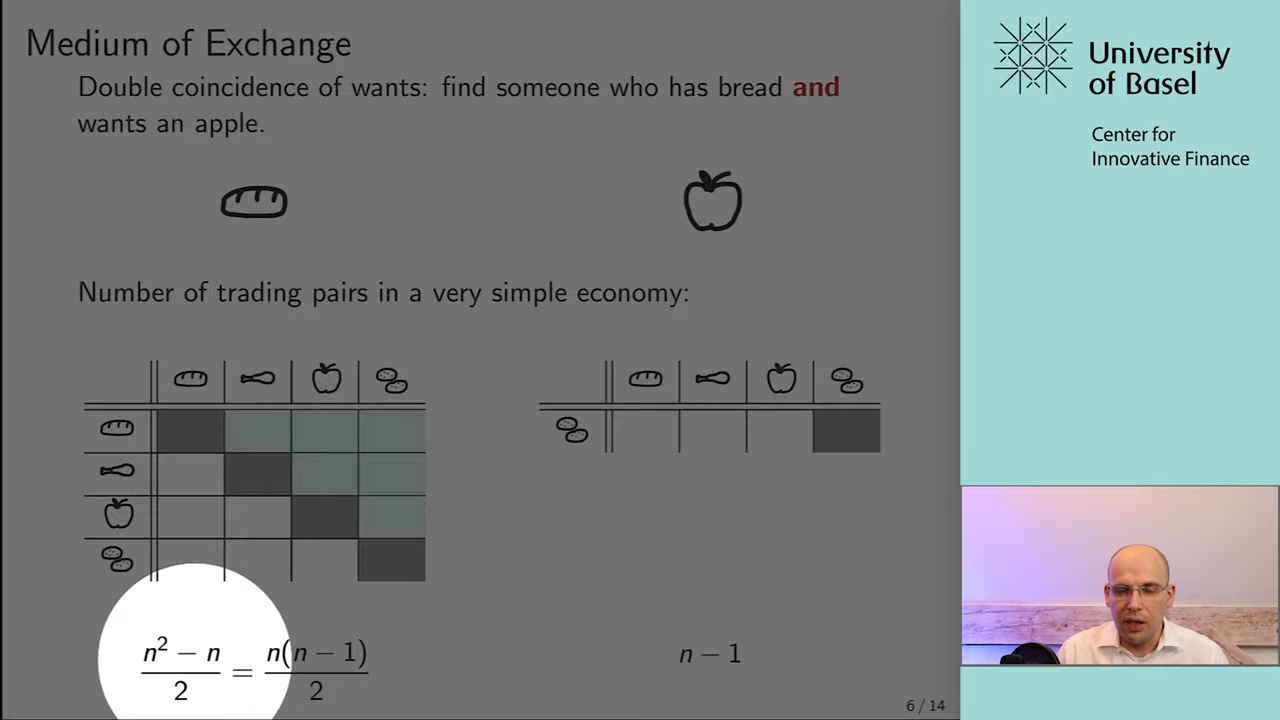 Medium of Exchange
Double coincidence of wants: find someone who has bread and
wants an apple.
Number of trading pairs in a very simple economy:
n² − n / 2 = n(n − 1) / 2
n − 1
6 / 14
University
of Basel
Center for
Innovative Finance